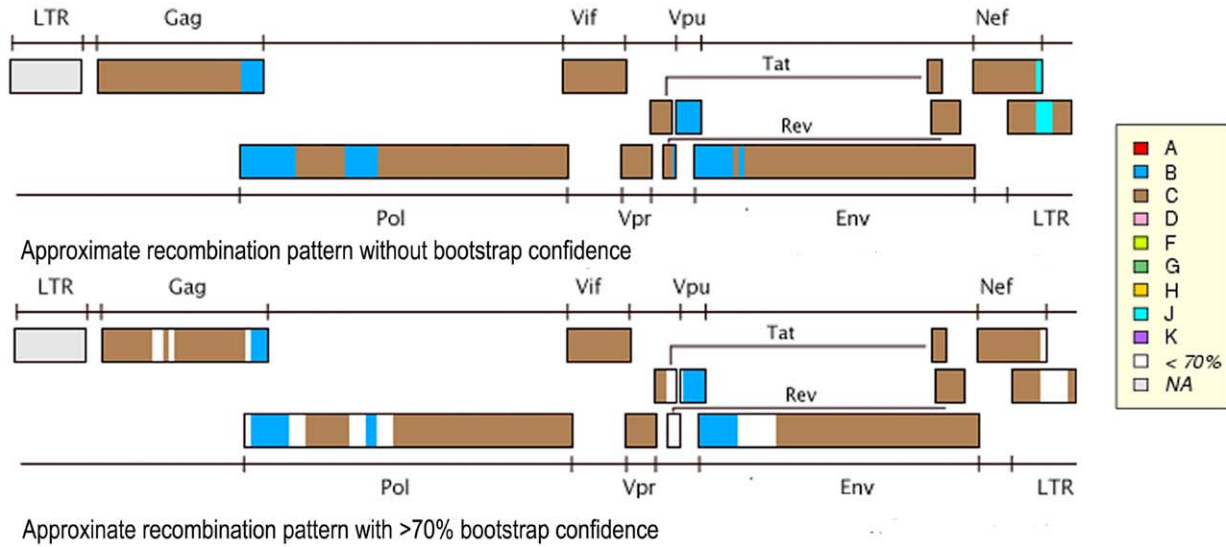 LTR Gag Vif Vpu Nef
Tat
Rev
Pol Vpr Env LTR
Approximate recombination pattern without bootstrap confidence
LTR Gag Vif Vpu Nef
Tat
Rev
Pol Vpr Env LTR
Approxinate recombination pattern with >70% bootstrap confidence
A
B
C
D
F
G
H
J
K
< 70%
NA